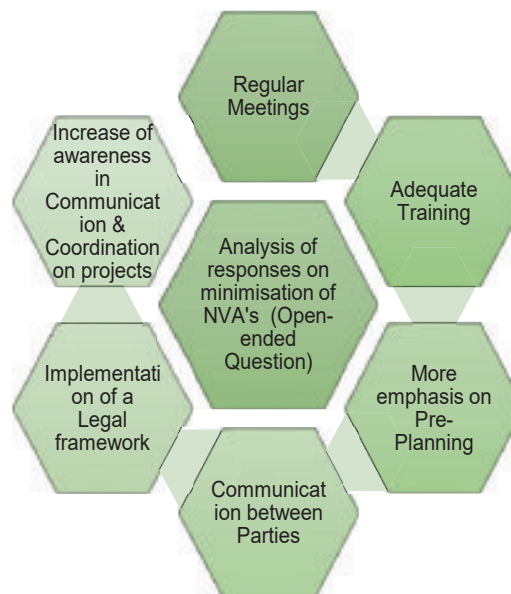 Regular
Meetings
Increase of
awareness
in
Communicat
ion &
Coordination
on projects
Adequate
Training
Analysis of
responses on
minimisation of
NVA's (Open-
ended
Question)
Implementati
on of a
Legal
framework
More
emphasis on
Pre-
Planning
Communicat
ion between
Parties